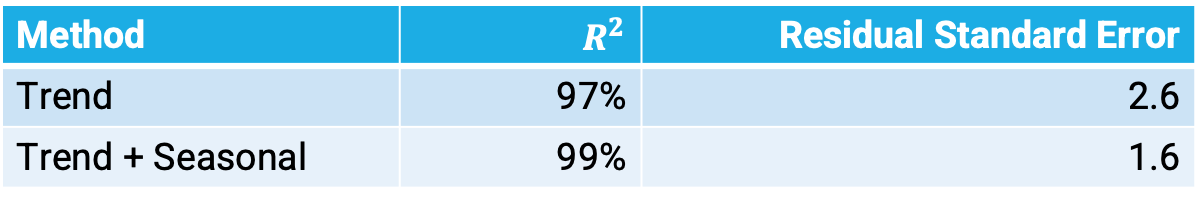 Method R² Residual Standard Error
Trend 97% 2.6
Trend + Seasonal 99% 1.6